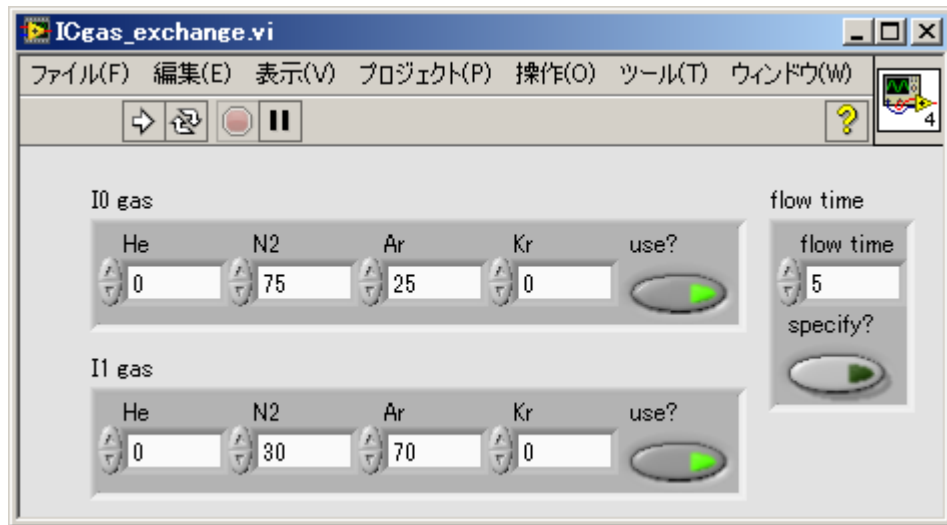 ICgas_exchange.vi
ファイル(F) 編集(E) 表示(V) プロジェクト(P) 操作(O) ツール(T) ウィンドウ(W)
4
I0 gas
He N2 Ar Kr use?
0 75 25 0
flow time
flow time
5
specify?
I1 gas
He N2 Ar Kr use?
0 30 70 0